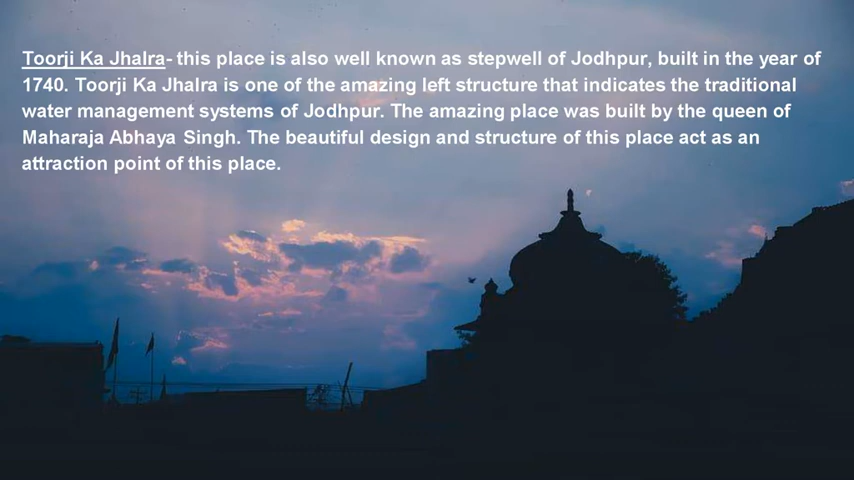 Toorji Ka Jhalra- this place is also well known as stepwell of Jodhpur, built in the year of
1740. Toorji Ka Jhalra is one of the amazing left structure that indicates the traditional
water management systems of Jodhpur. The amazing place was built by the queen of
Maharaja Abhaya Singh. The beautiful design and structure of this place act as an
attraction point of this place.